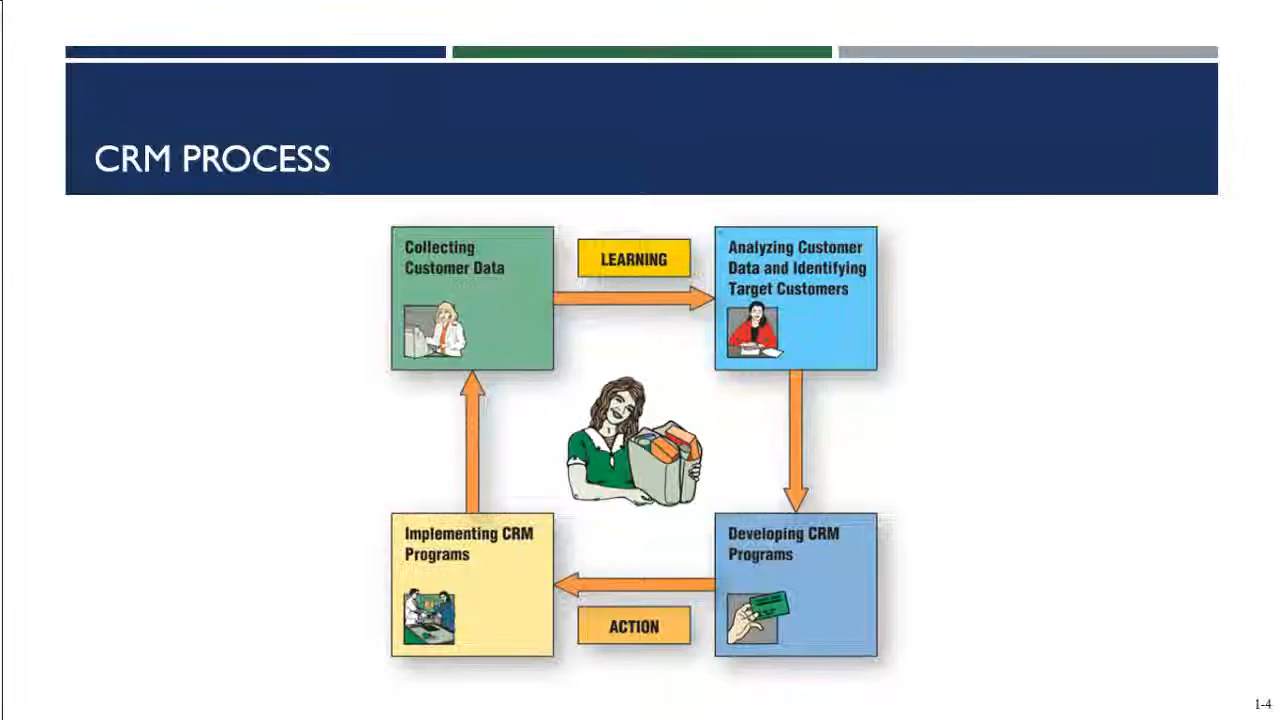 CRM PROCESS
Collecting
Customer Data
LEARNING
Analyzing Customer
Data and Identifying
Target Customers
Implementing CRM
Programs
ACTION
Developing CRM
Programs
1-4